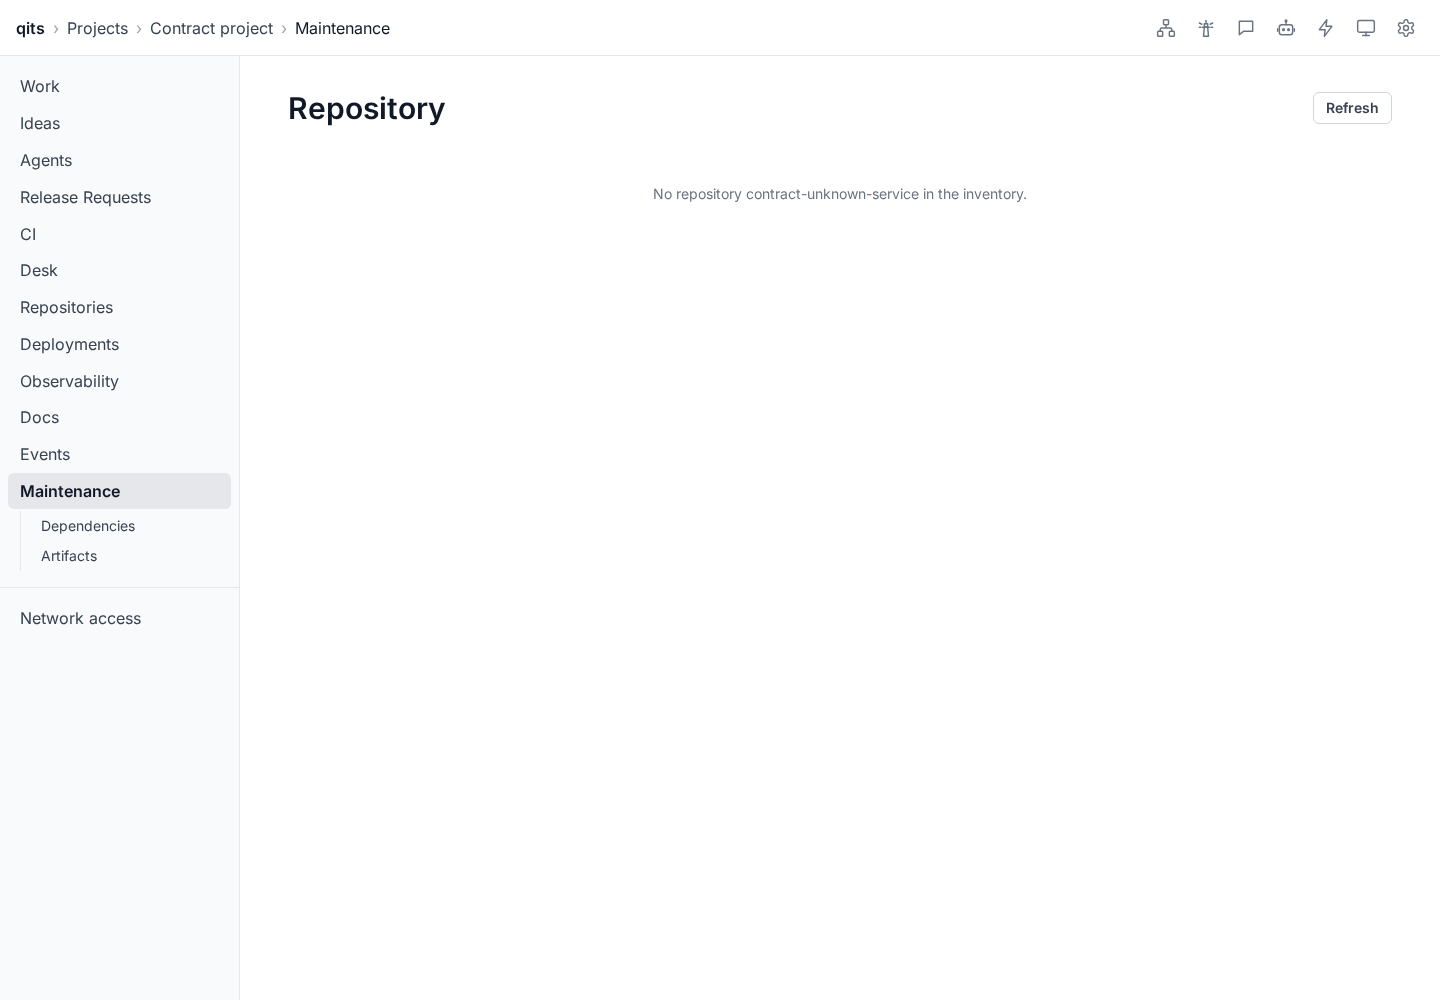 qits › Projects › Contract project › Maintenance
Work
Ideas
Agents
Release Requests
CI
Desk
Repositories
Deployments
Observability
Docs
Events
Maintenance
Dependencies
Artifacts
Network access
Repository
Refresh
No repository contract-unknown-service in the inventory.